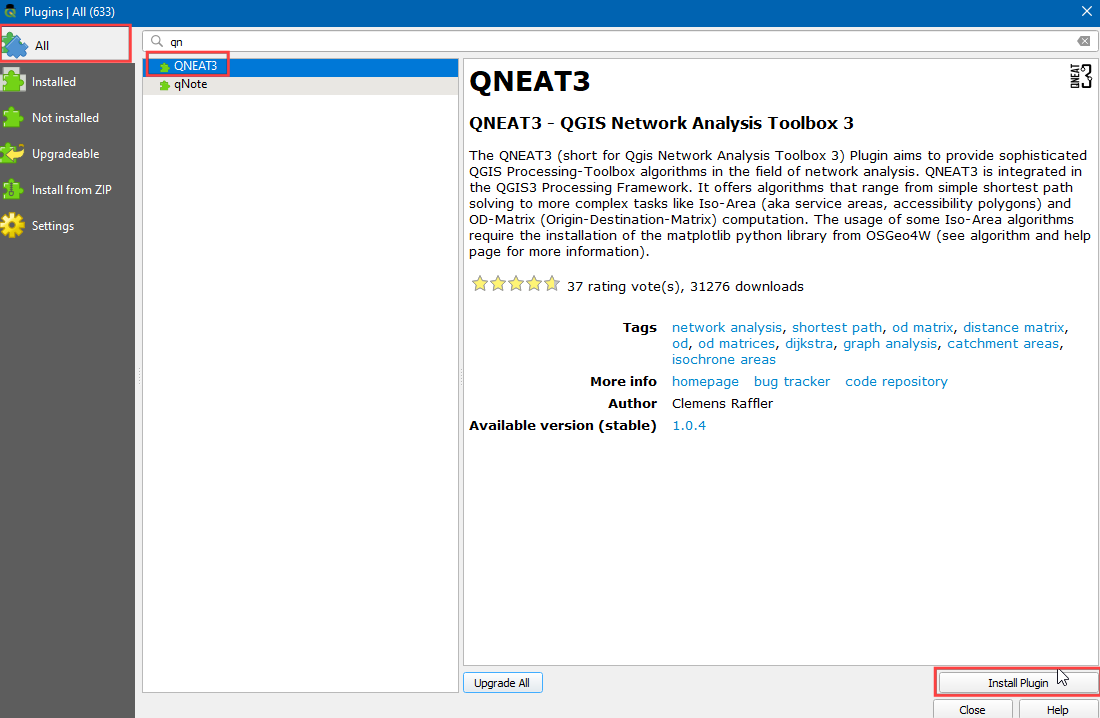 Plugins | All (633)
All
Installed
Not installed
Upgradeable
Install from ZIP
Settings
qn
QNEAT3
qNote
QNEAT3
QNEAT3
QNEAT3 - QGIS Network Analysis Toolbox 3
The QNEAT3 (short for Qgis Network Analysis Toolbox 3) Plugin aims to provide sophisticated
QGIS Processing-Toolbox algorithms in the field of network analysis. QNEAT3 is integrated in
the QGIS3 Processing Framework. It offers algorithms that range from simple shortest path
solving to more complex tasks like Iso-Area (aka service areas, accessibility polygons) and
OD-Matrix (Origin-Destination-Matrix) computation. The usage of some Iso-Area algorithms
require the installation of the matplotlib python library from OSGeo4W (see algorithm and help
page for more information).
37 rating vote(s), 31276 downloads
Tags network analysis, shortest path, od matrix, distance matrix,
od, od matrices, dijkstra, graph analysis, catchment areas,
isochrone areas
More info homepage bug tracker code repository
Author Clemens Raffler
Available version (stable) 1.0.4
Upgrade All
Install Plugin
Close
Help